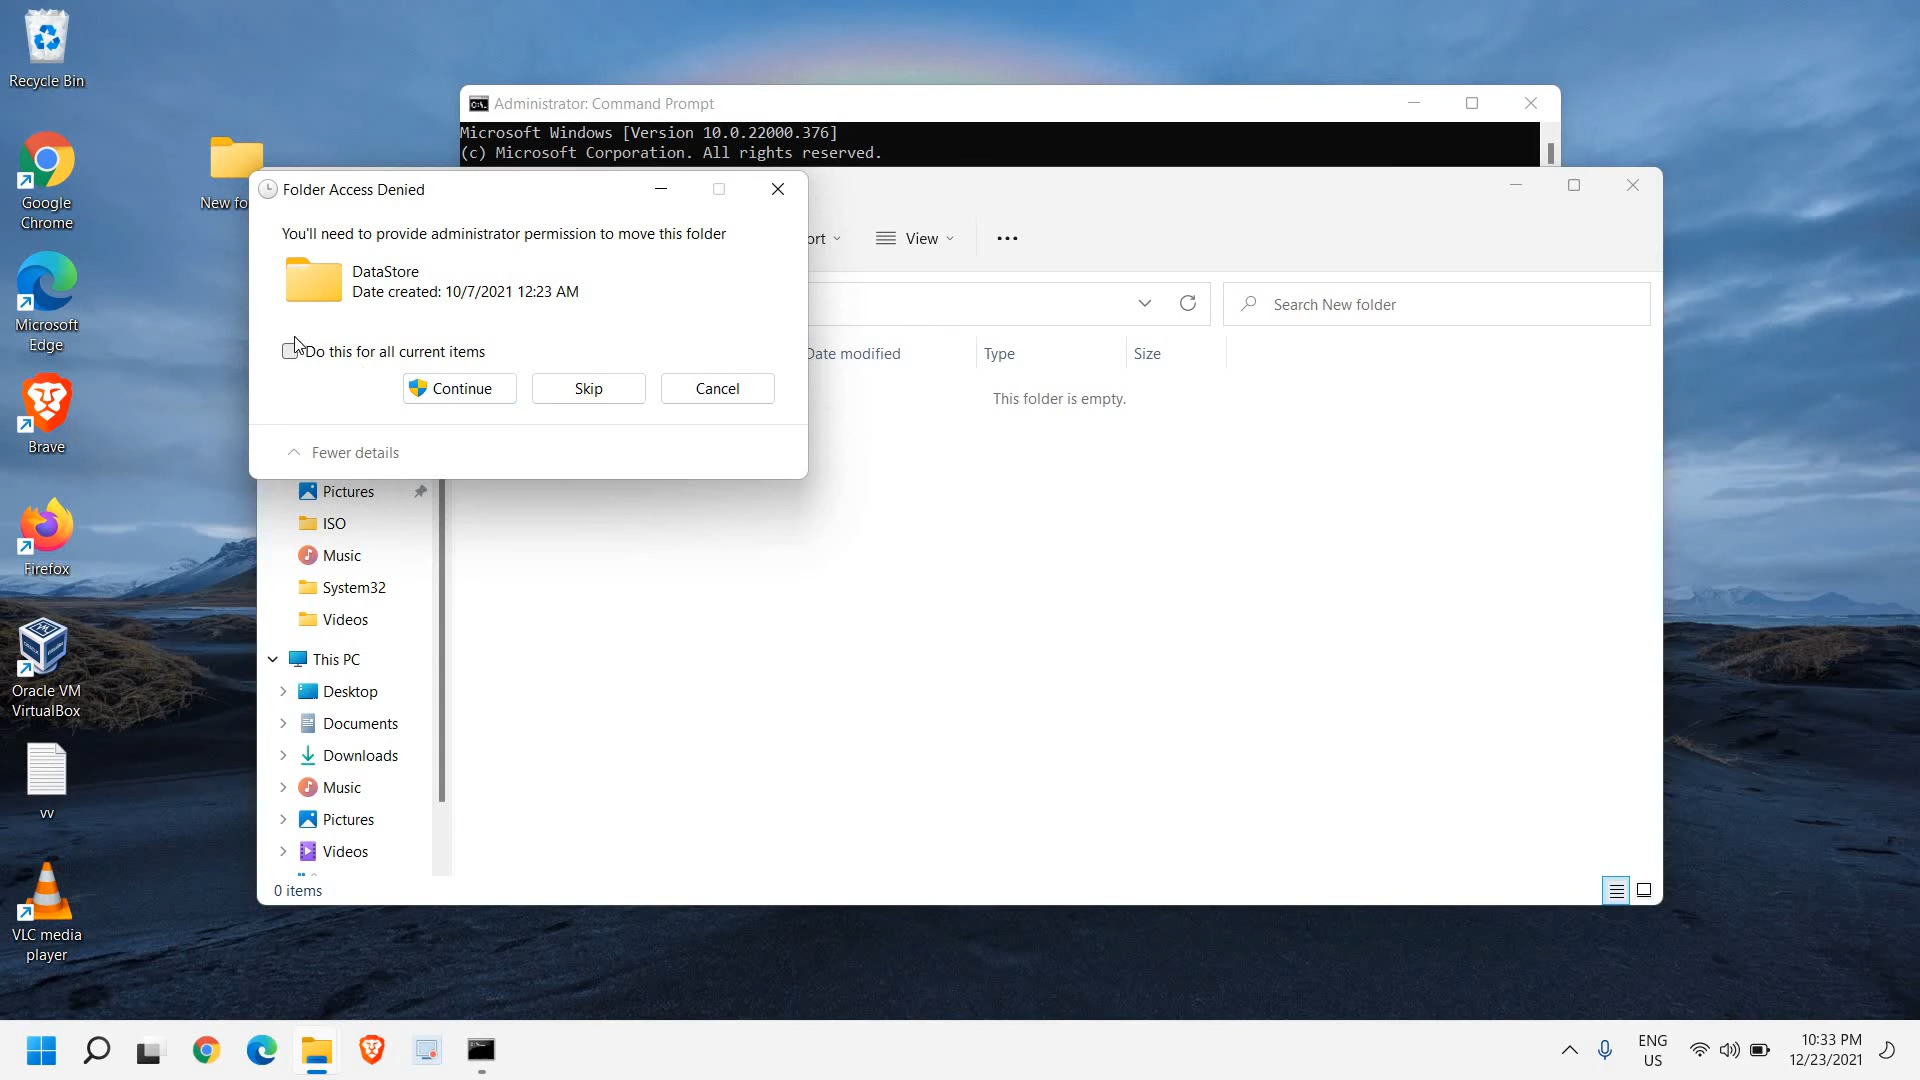 Recycle Bin
Google
Chrome
Microsoft
Edge
Brave
Firefox
Oracle VM
VirtualBox
vv
VLC media
player
New fo
Administrator: Command Prompt
Microsoft Windows [Version 10.0.22000.376]
(c) Microsoft Corporation. All rights reserved.
Folder Access Denied
You'll need to provide administrator permission to move this folder
DataStore
Date created: 10/7/2021 12:23 AM
Do this for all current items
Continue
Skip
Cancel
Fewer details
ort
View
Search New folder
Date modified
Type
Size
This folder is empty.
Pictures
ISO
Music
System32
Videos
This PC
Desktop
Documents
Downloads
Music
Pictures
Videos
0 items
ENG
US
10:33 PM
12/23/2021